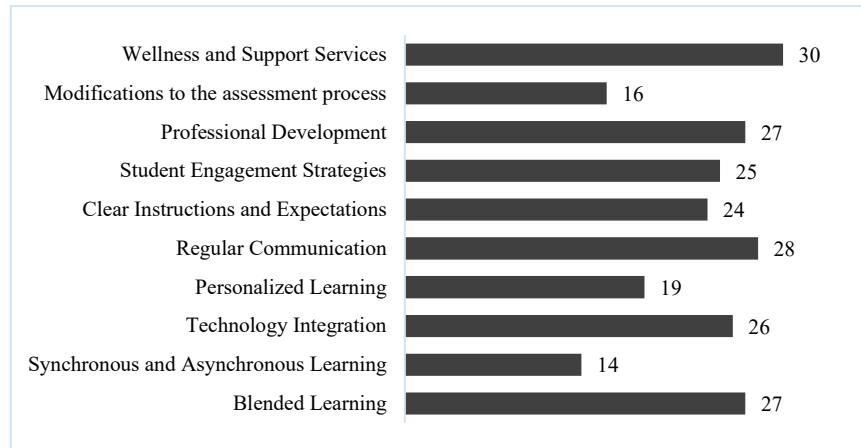 Wellness and Support Services 30
Modifications to the assessment process 16
Professional Development 27
Student Engagement Strategies 25
Clear Instructions and Expectations 24
Regular Communication 28
Personalized Learning 19
Technology Integration 26
Synchronous and Asynchronous Learning 14
Blended Learning 27